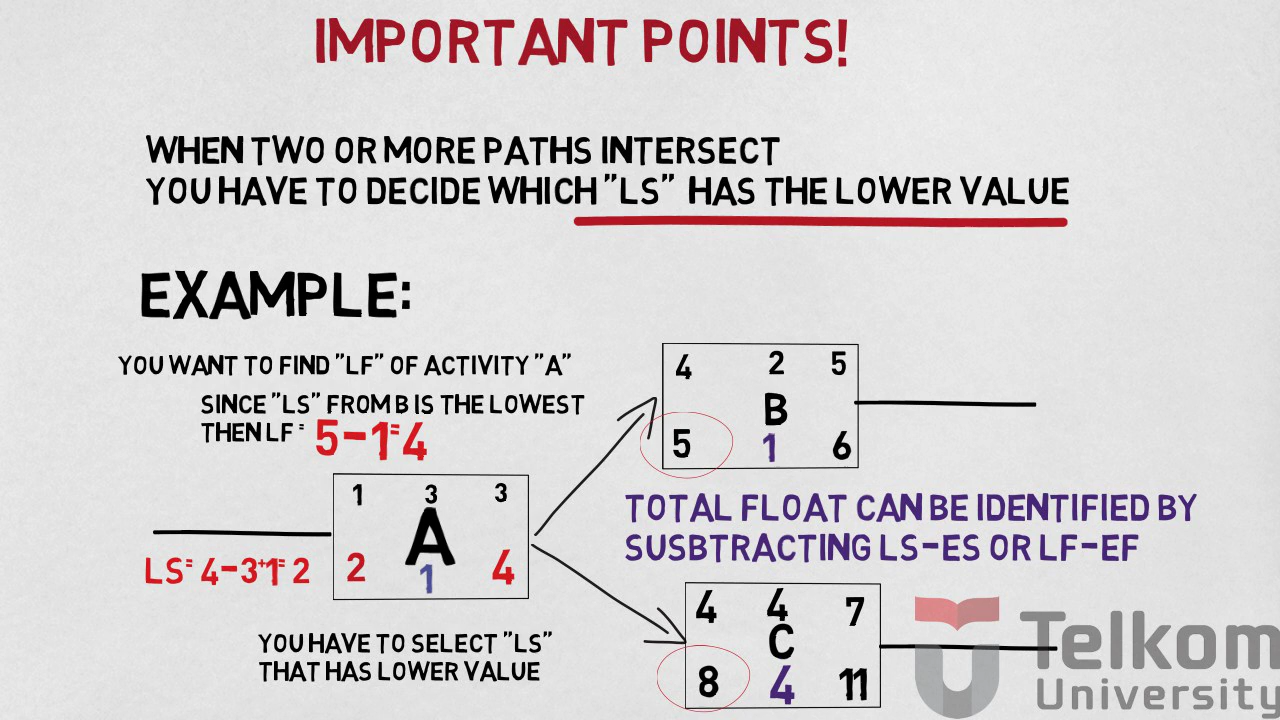 IMPORTANT POINTS!
WHEN TWO OR MORE PATHS INTERSECT
YOU HAVE TO DECIDE WHICH "LS" HAS THE LOWER VALUE
EXAMPLE:
YOU WANT TO FIND "LF" OF ACTIVITY "A"
SINCE "LS" FROM B IS THE LOWEST
THEN LF = 5-1=4
4 2 5
B
5 1 6
1 3 3
A
2 1 4
LS= 4-3+1= 2
TOTAL FLOAT CAN BE IDENTIFIED BY
SUSBTRACTING LS-ES OR LF-EF
YOU HAVE TO SELECT "LS"
THAT HAS LOWER VALUE
4 4 7
C
8 4 11
Telkom
University